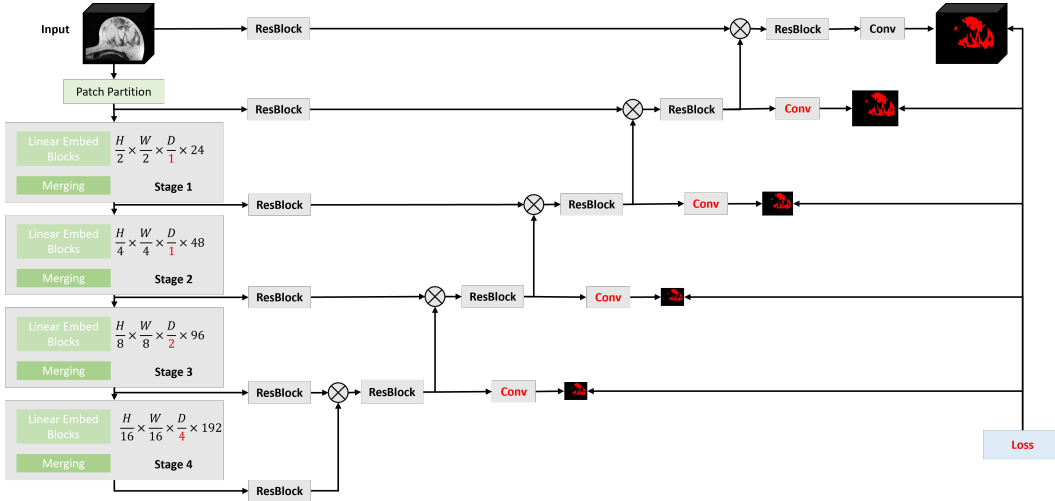 Input
ResBlock
ResBlock
Conv
Patch Partition
ResBlock
ResBlock
Conv
Linear Embed
Blocks
H/2 × W/2 × D/1 × 24
Merging
Stage 1
ResBlock
ResBlock
Conv
Linear Embed
Blocks
H/4 × W/4 × D/1 × 48
Merging
Stage 2
ResBlock
ResBlock
Conv
Linear Embed
Blocks
H/8 × W/8 × D/2 × 96
Merging
Stage 3
ResBlock
ResBlock
Conv
Linear Embed
Blocks
H/16 × W/16 × D/4 × 192
Merging
Stage 4
ResBlock
Loss